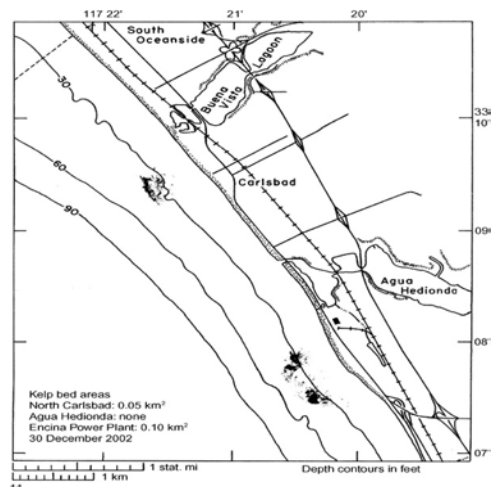 117 22'
21'
20'
South
Oceanside
Buena
Vista
Lagoon
33
10'
30
60
90
Carlsbad
09'
Agua
Hedionda
08'
Kelp bed areas
North Carlsbad: 0.05 km²
Agua Hedionda: none
Encina Power Plant: 0.10 km²
30 December 2002
07'
1 stat. mi
1 km
Depth contours in feet